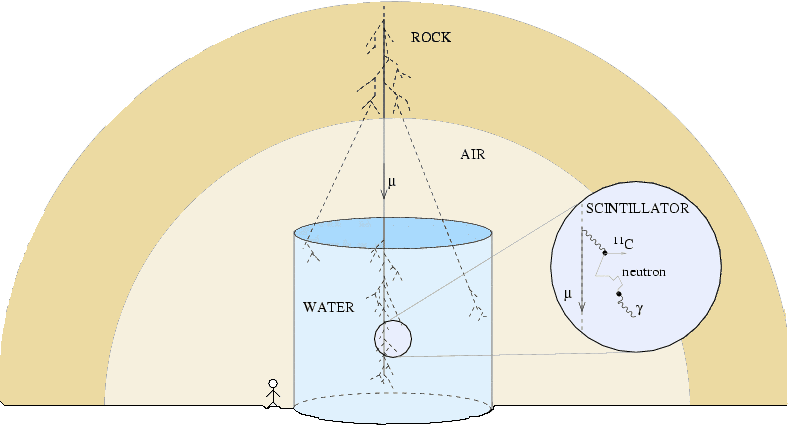 ROCK
AIR
μ
SCINTILLATOR
¹¹C
neutron
μ
γ
WATER